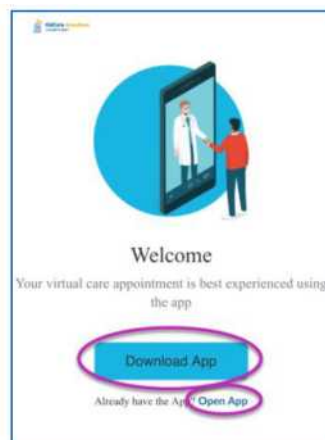 Welcome
Your virtual care appointment is best experienced using
the app
Download App
Already have the App? Open App